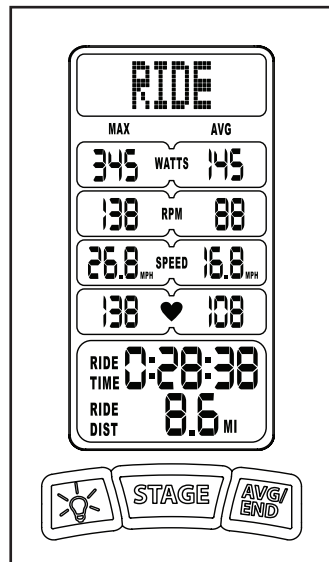 RIDE
MAX AVG
345 WATTS 145
138 RPM 88
26.8 MPH SPEED 16.8 MPH
138 108
RIDE TIME 0:28:38
RIDE DIST 8.6 MI
STAGE
AVG/
END